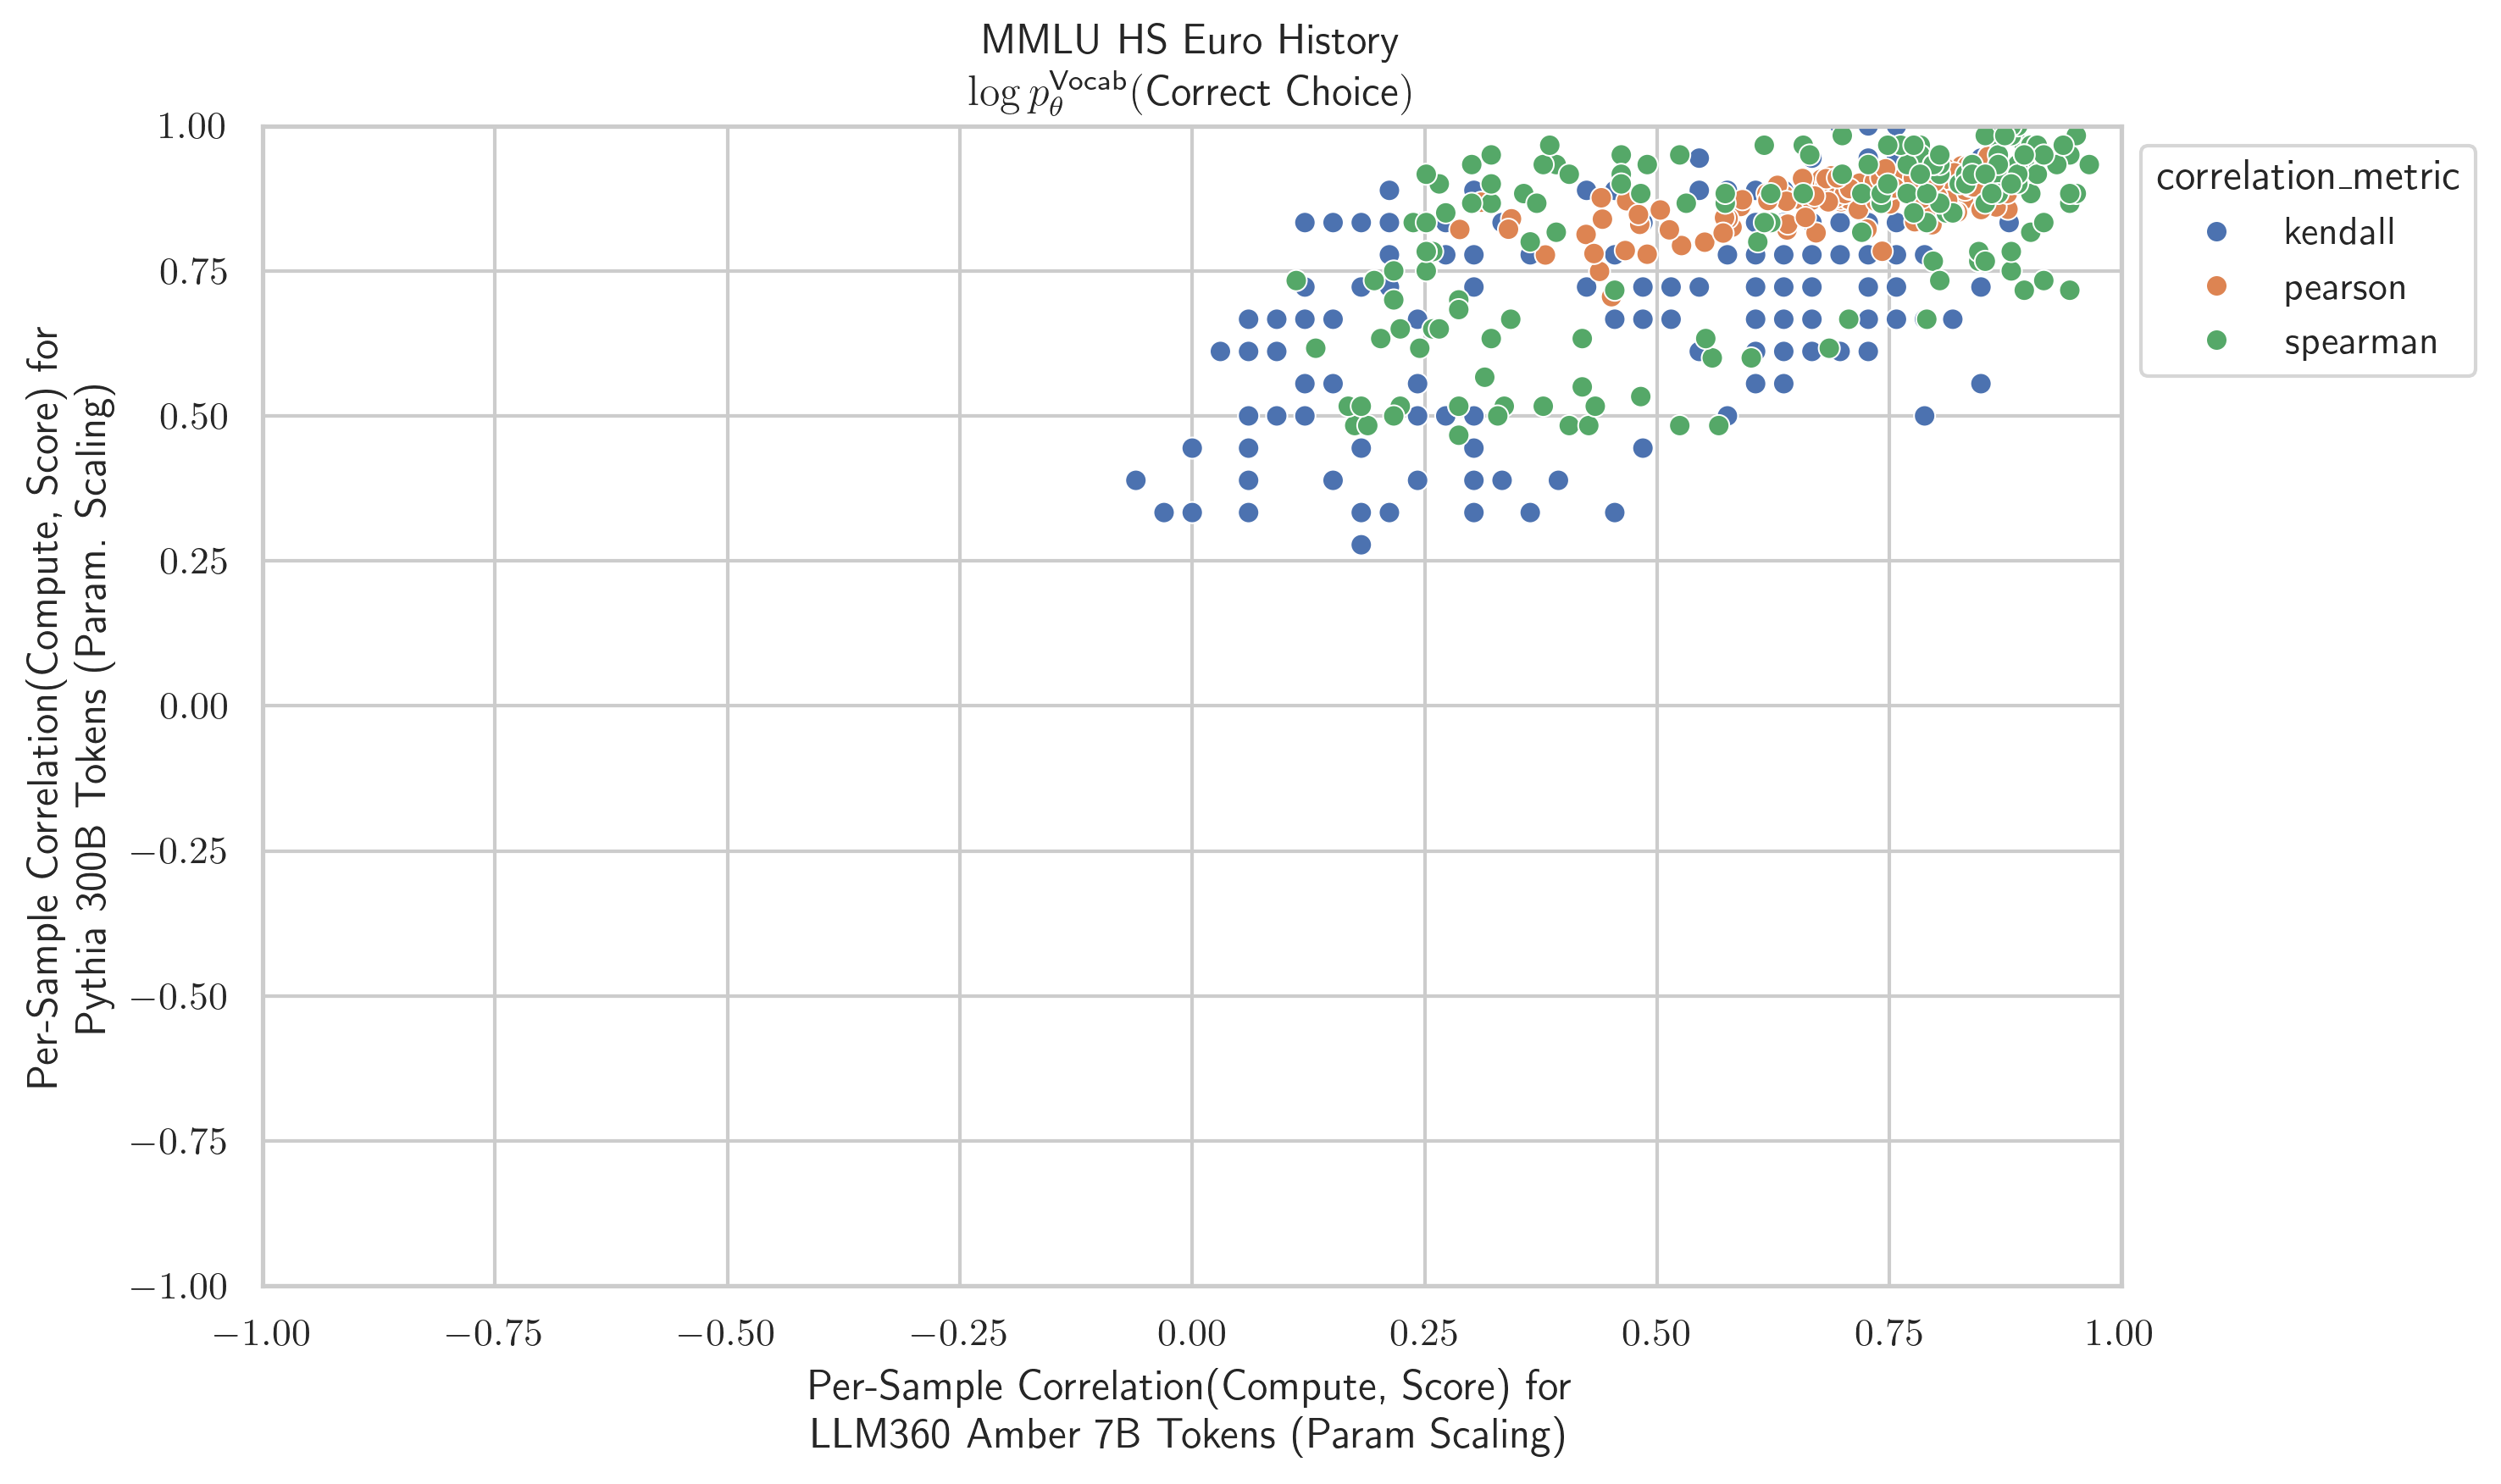 MMLU HS Euro History
log p_θ^Vocab(Correct Choice)
1.00
0.75
0.50
0.25
0.00
−0.25
−0.50
−0.75
−1.00
Per-Sample Correlation(Compute, Score) for
Pythia 300B Tokens (Param. Scaling)
−1.00
−0.75
−0.50
−0.25
0.00
0.25
0.50
0.75
1.00
Per-Sample Correlation(Compute, Score) for
LLM360 Amber 7B Tokens (Param Scaling)
correlation_metric
kendall
pearson
spearman